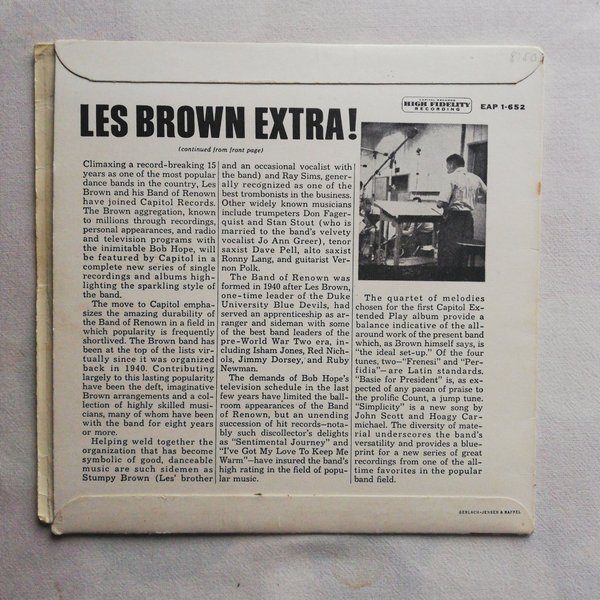 LES BROWN EXTRA!
CAPITOL RECORDS
HIGH FIDELITY
RECORDING
EAP 1-652
(continued from front page)
Climaxing a record-breaking 15
years as one of the most popular
dance bands in the country, Les
Brown and his Band of Renown
have joined Capitol Records.
The Brown aggregation, known
to millions through recordings,
personal appearances, and radio
and television programs with
the inimitable Bob Hope, will
be featured by Capitol in a
complete new series of single
recordings and albums high-
lighting the sparkling style of
the band.
The move to Capitol empha-
sizes the amazing durability of
the Band of Renown in a field in
which popularity is frequently
shortlived. The Brown band has
been at the top of the lists vir-
tually since it was organized
back in 1940. Contributing
largely to this lasting popularity
have been the deft, imaginative
Brown arrangements and a col-
lection of highly skilled musi-
cians, many of whom have been
with the band for eight years
or more.
Helping weld together the
organization that has become
symbolic of good, danceable
music are such sidemen as
Stumpy Brown (Les' brother
and an occasional vocalist with
the band) and Ray Sims, gener-
ally recognized as one of the
best trombonists in the business.
Other widely known musicians
include trumpeters Don Fager-
quist and Stan Stout (who is
married to the band's velvety
vocalist Jo Ann Greer), tenor
saxist Dave Pell, alto saxist
Ronny Lang, and guitarist Ver-
non Polk.
The Band of Renown was
formed in 1940 after Les Brown,
one-time leader of the Duke
University Blue Devils, had
served an apprenticeship as ar-
ranger and sideman with some
of the best band leaders of the
pre-World War Two era, in-
cluding Isham Jones, Red Nich-
ols, Jimmy Dorsey, and Ruby
Newman.
The demands of Bob Hope's
television schedule in the last
few years have limited the ball-
room appearances of the Band
of Renown, but an unending
succession of hit records—nota-
bly such discollector's delights
as "Sentimental Journey" and
"I've Got My Love To Keep Me
Warm"—have insured the band's
high rating in the field of popu-
lar music.
The quartet of melodies
chosen for the first Capitol Ex-
tended Play album provide a
balance indicative of the all-
around work of the present band
which, as Brown himself says, is
"the ideal set-up." Of the four
tunes, two—"Frenesi" and "Per-
fidia"—are Latin standards.
"Basie for President" is, as ex-
pected of any paean of praise to
the prolific Count, a jump tune.
"Simplicity" is a new song by
John Scott and Hoagy Car-
michael. The diversity of mate-
rial underscores the band's
versatility and provides a blue-
print for a new series of great
recordings from one of the all-
time favorites in the popular
band field.
GERLACH-JENSEN & RAFFEL